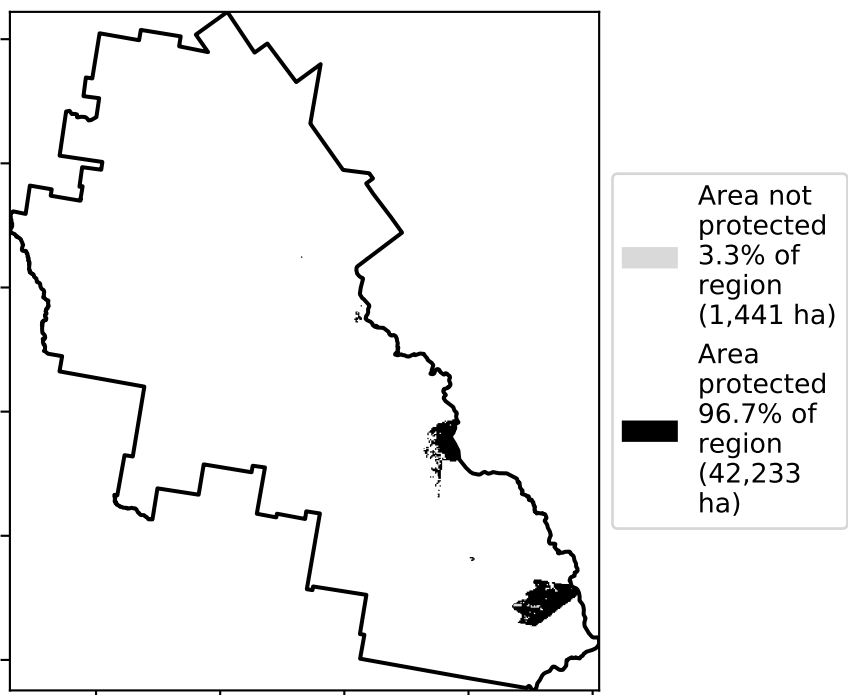 Area not
protected
3.3% of
region
(1,441 ha)
Area
protected
96.7% of
region
(42,233
ha)